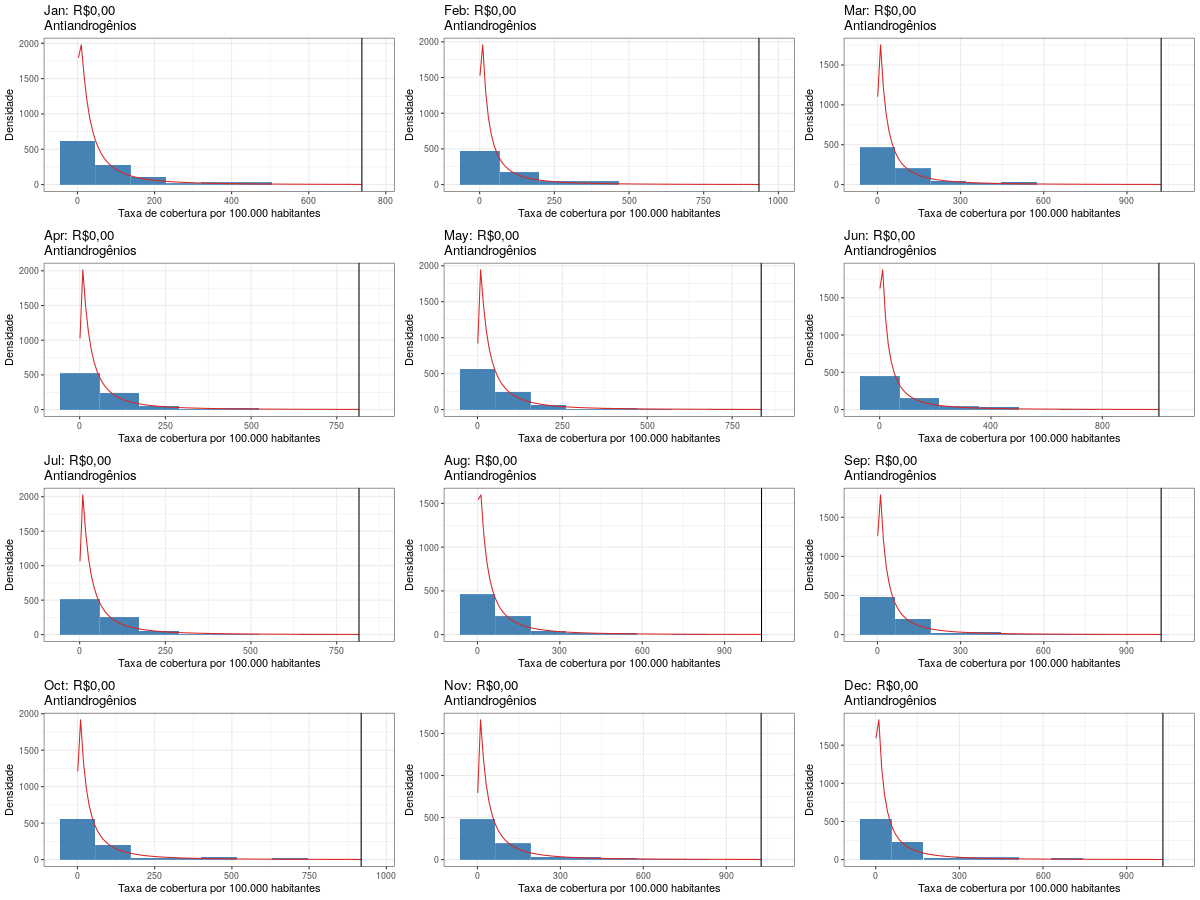 Jan: R$0,00
Antiandrogênios
Densidade
2000
1500
1000
500
0
0
200
400
600
800
Taxa de cobertura por 100.000 habitantes
Feb: R$0,00
Antiandrogênios
Densidade
2000
1500
1000
500
0
0
250
500
750
1000
Taxa de cobertura por 100.000 habitantes
Mar: R$0,00
Antiandrogênios
Densidade
1500
1000
500
0
0
300
600
900
Taxa de cobertura por 100.000 habitantes
Apr: R$0,00
Antiandrogênios
Densidade
2000
1500
1000
500
0
0
250
500
750
Taxa de cobertura por 100.000 habitantes
May: R$0,00
Antiandrogênios
Densidade
2000
1500
1000
500
0
0
250
500
750
Taxa de cobertura por 100.000 habitantes
Jun: R$0,00
Antiandrogênios
Densidade
1500
1000
500
0
0
400
800
Taxa de cobertura por 100.000 habitantes
Jul: R$0,00
Antiandrogênios
Densidade
2000
1500
1000
500
0
0
250
500
750
Taxa de cobertura por 100.000 habitantes
Aug: R$0,00
Antiandrogênios
Densidade
1500
1000
500
0
0
300
600
900
Taxa de cobertura por 100.000 habitantes
Sep: R$0,00
Antiandrogênios
Densidade
1500
1000
500
0
0
300
600
900
Taxa de cobertura por 100.000 habitantes
Oct: R$0,00
Antiandrogênios
Densidade
2000
1500
1000
500
0
0
250
500
750
1000
Taxa de cobertura por 100.000 habitantes
Nov: R$0,00
Antiandrogênios
Densidade
1500
1000
500
0
0
300
600
900
Taxa de cobertura por 100.000 habitantes
Dec: R$0,00
Antiandrogênios
Densidade
1500
1000
500
0
0
300
600
900
Taxa de cobertura por 100.000 habitantes